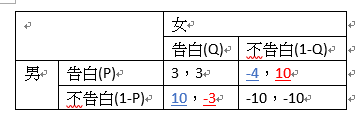 女
告白(Q) 不告白(1-Q)
男 告白(P) 3，3 -4，10
不告白(1-P) 10，-3 -10，-10